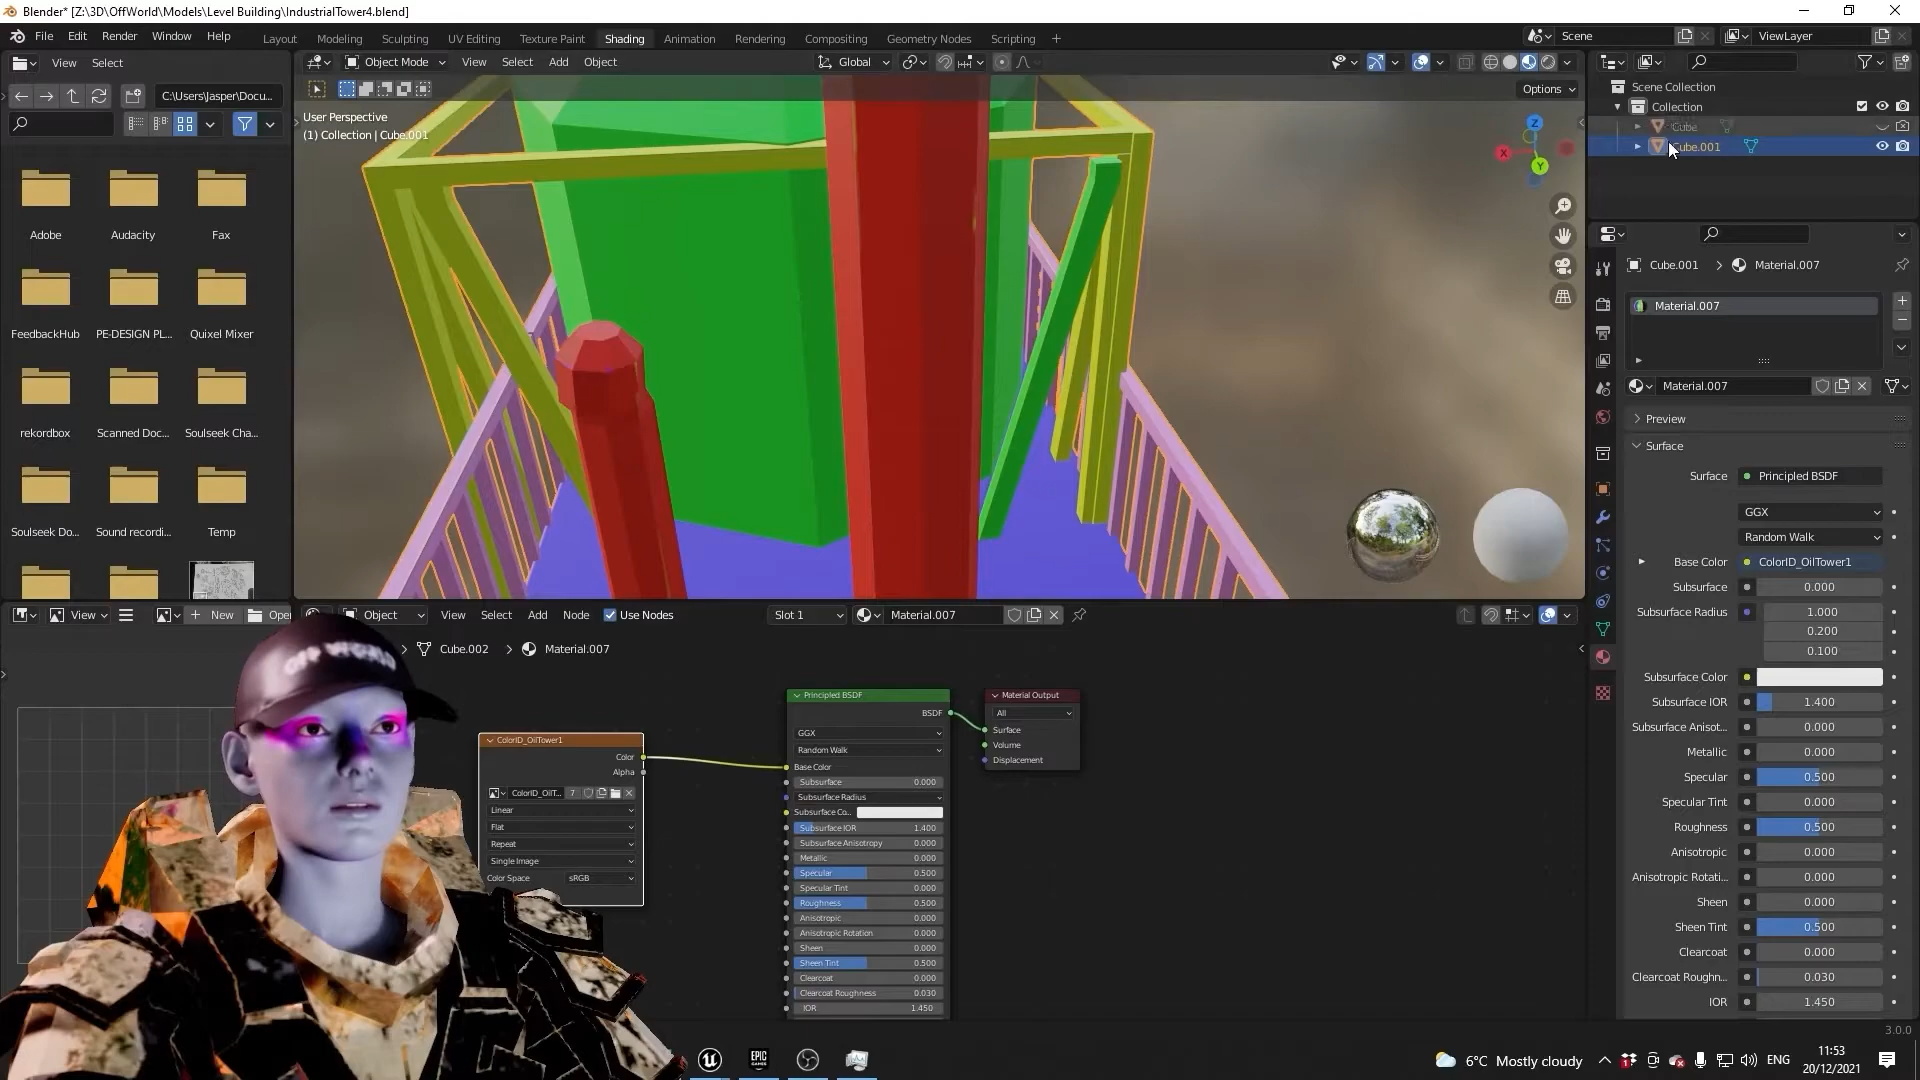 Blender* [Z:\3D\OffWorld\Models\Level Building\IndustrialTower4.blend]
File Edit Render Window Help
Layout Modeling Sculpting UV Editing Texture Paint Shading Animation Rendering Compositing Geometry Nodes Scripting
Scene ViewLayer
View Select
Object Mode View Select Add Object Global
C:\Users\Jasper\Docu...
Options
User Perspective
(1) Collection | Cube.001
Z
X
Y
Scene Collection
Collection
Cube
Cube.001
Adobe Audacity Fax
FeedbackHub PE-DESIGN PL... Quixel Mixer
rekordbox Scanned Doc... Soulseek Cha...
Soulseek Do... Sound recordi... Temp
Cube.001 Material.007
Material.007
Material.007
Preview
Surface
Surface Principled BSDF
GGX
Random Walk
Base Color ColorID_OilTower1
Subsurface 0.000
Subsurface Radius 1.000
0.200
0.100
Subsurface Color
Subsurface IOR 1.400
Subsurface Anisot... 0.000
Metallic 0.000
Specular 0.500
Specular Tint 0.000
Roughness 0.500
Anisotropic 0.000
Anisotropic Rotati... 0.000
Sheen 0.000
Sheen Tint 0.500
Clearcoat 0.000
Clearcoat Roughn... 0.030
IOR 1.450
View New Open
Object View Select Add Node Use Nodes Slot 1 Material.007
Cube.002 Material.007
OFF WORLD
ColorID_OilTower1
Color
Alpha
ColorID_OilT... 7
Linear
Flat
Repeat
Single Image
Color Space sRGB
Principled BSDF
BSDF
GGX
Random Walk
Base Color
Subsurface 0.000
Subsurface Radius
Subsurface Co...
Subsurface IOR 1.400
Subsurface Anisotropy 0.000
Metallic 0.000
Specular 0.500
Specular Tint 0.000
Roughness 0.500
Anisotropic 0.000
Anisotropic Rotation 0.000
Sheen 0.000
Sheen Tint 0.500
Clearcoat 0.000
Clearcoat Roughness 0.030
IOR 1.450
Material Output
All
Surface
Volume
Displacement
3.0.0
EPIC GAMES
6°C Mostly cloudy
ENG
11:53
20/12/2021